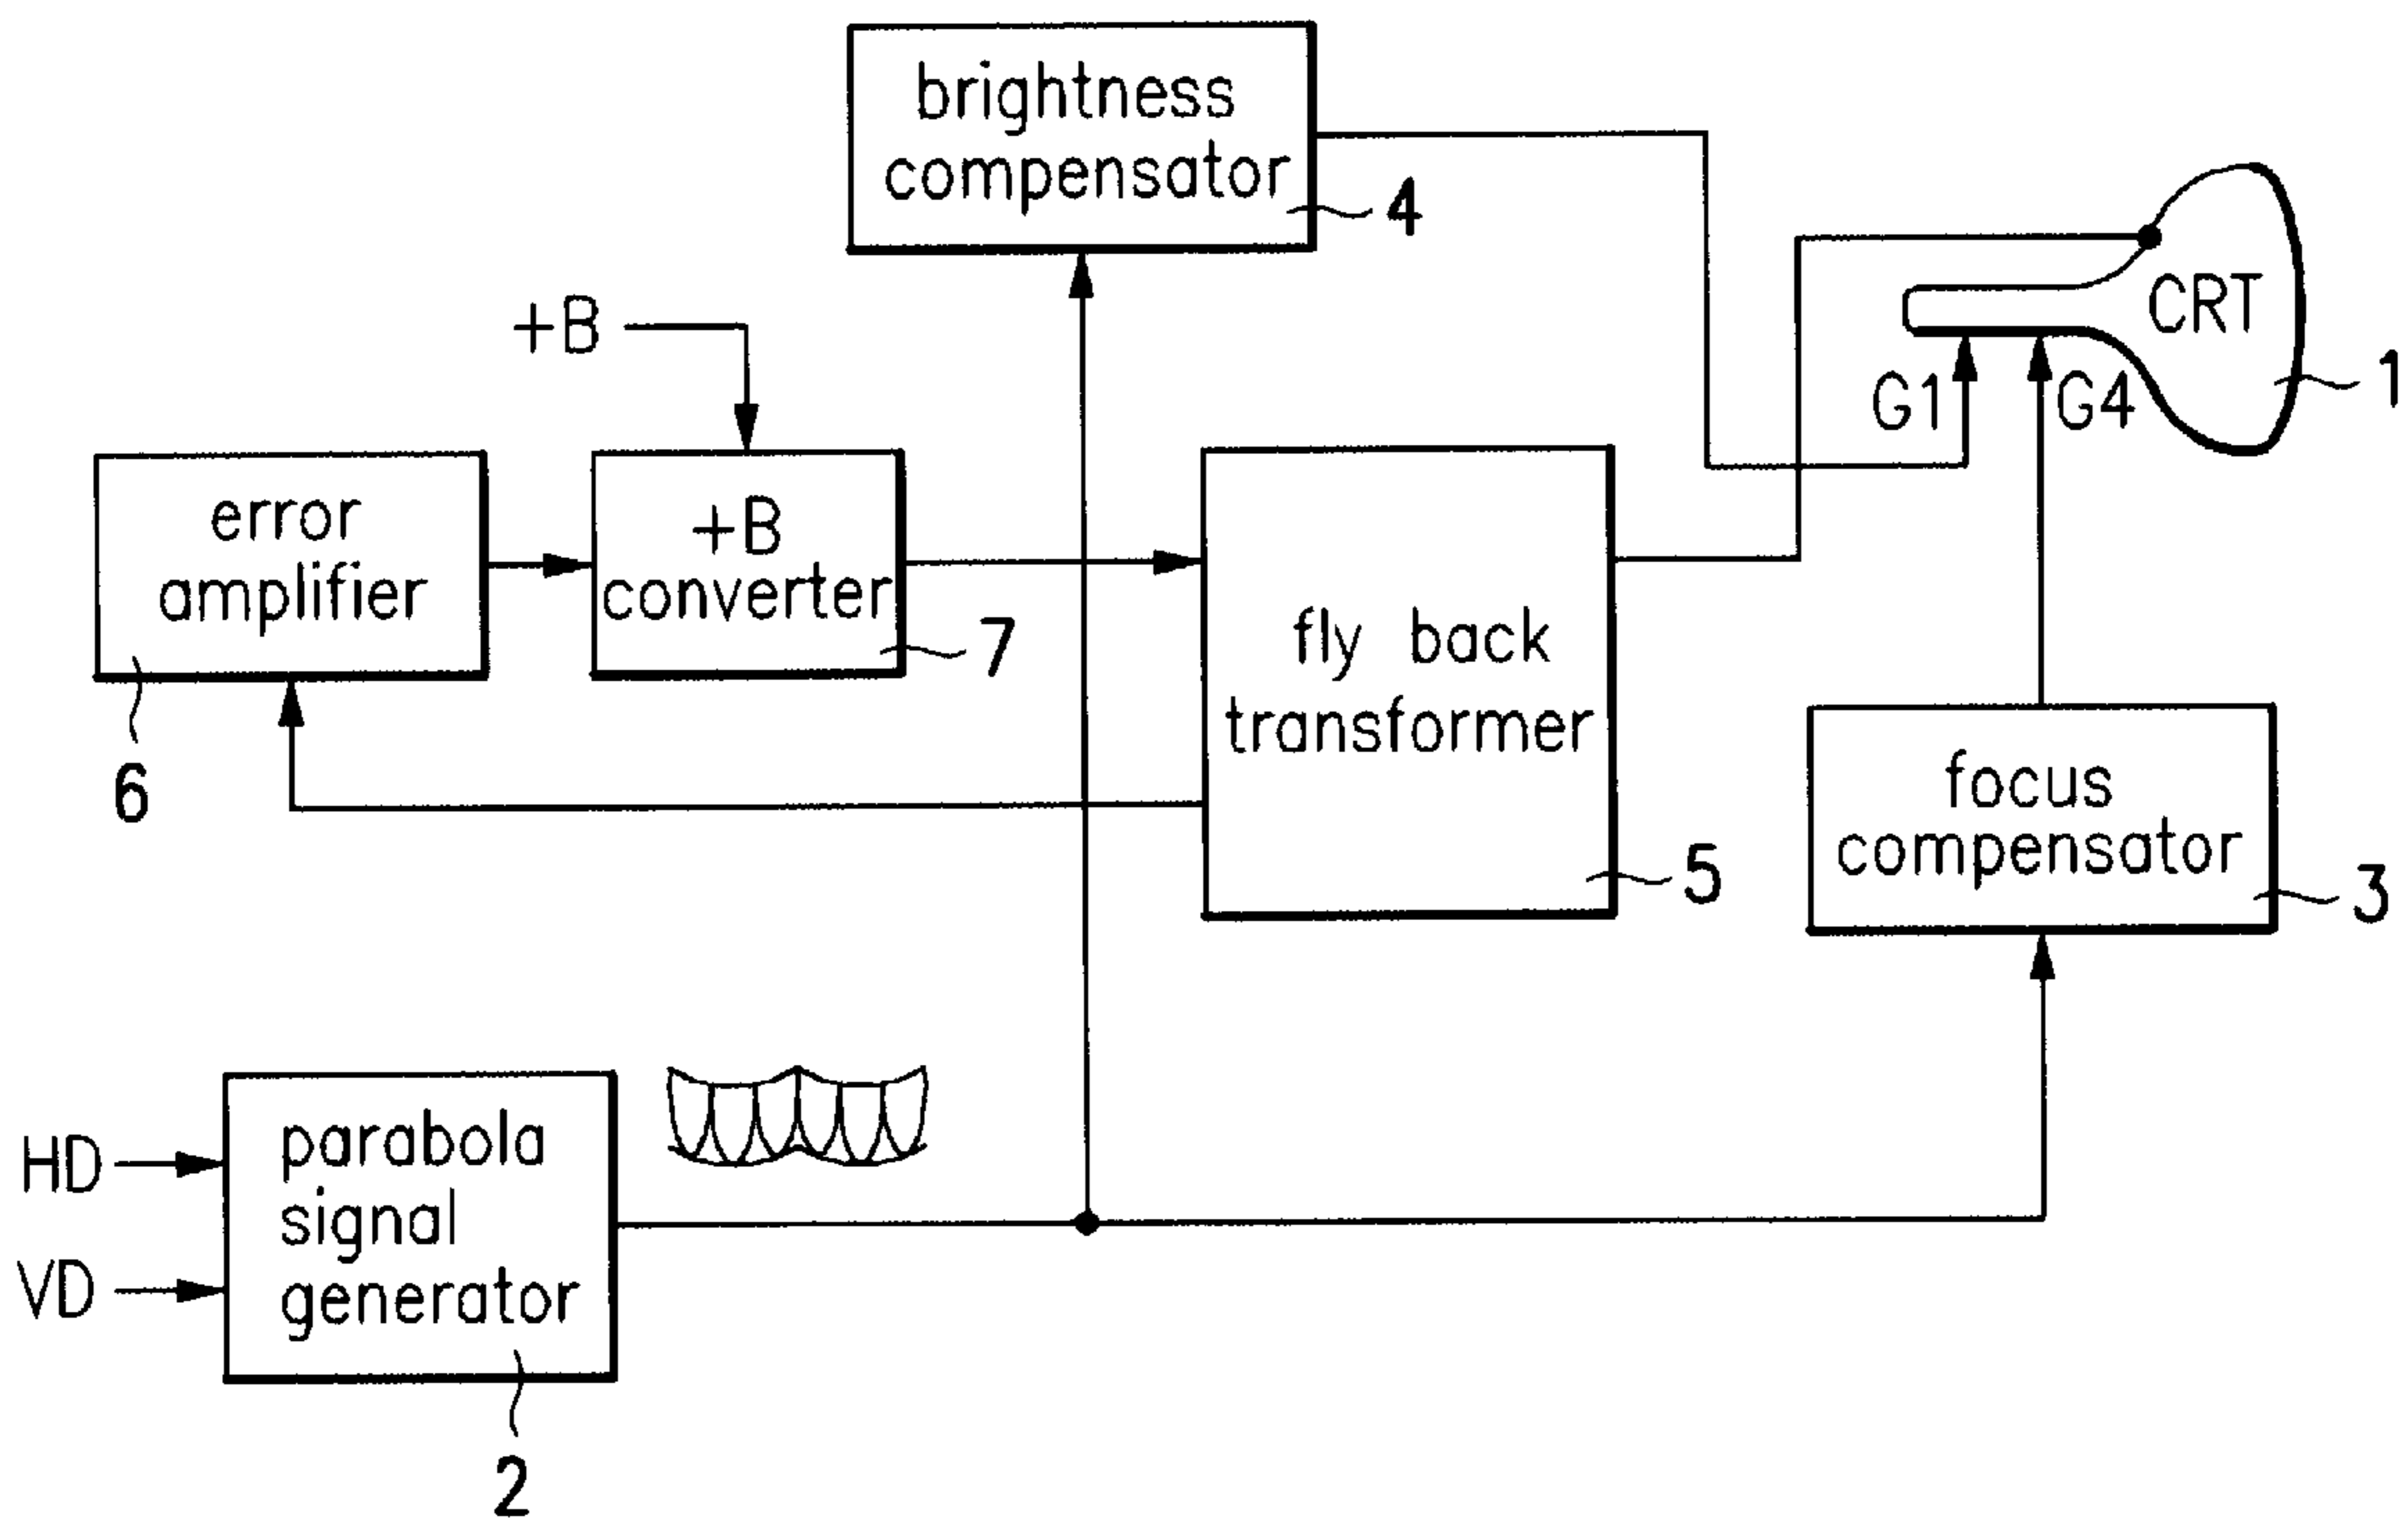 brightness
compensator
4
+B
CRT
1
G1
G4
error
amplifier
6
+B
converter
7
fly back
transformer
5
focus
compensator
3
HD
VD
parabola
signal
generator
2